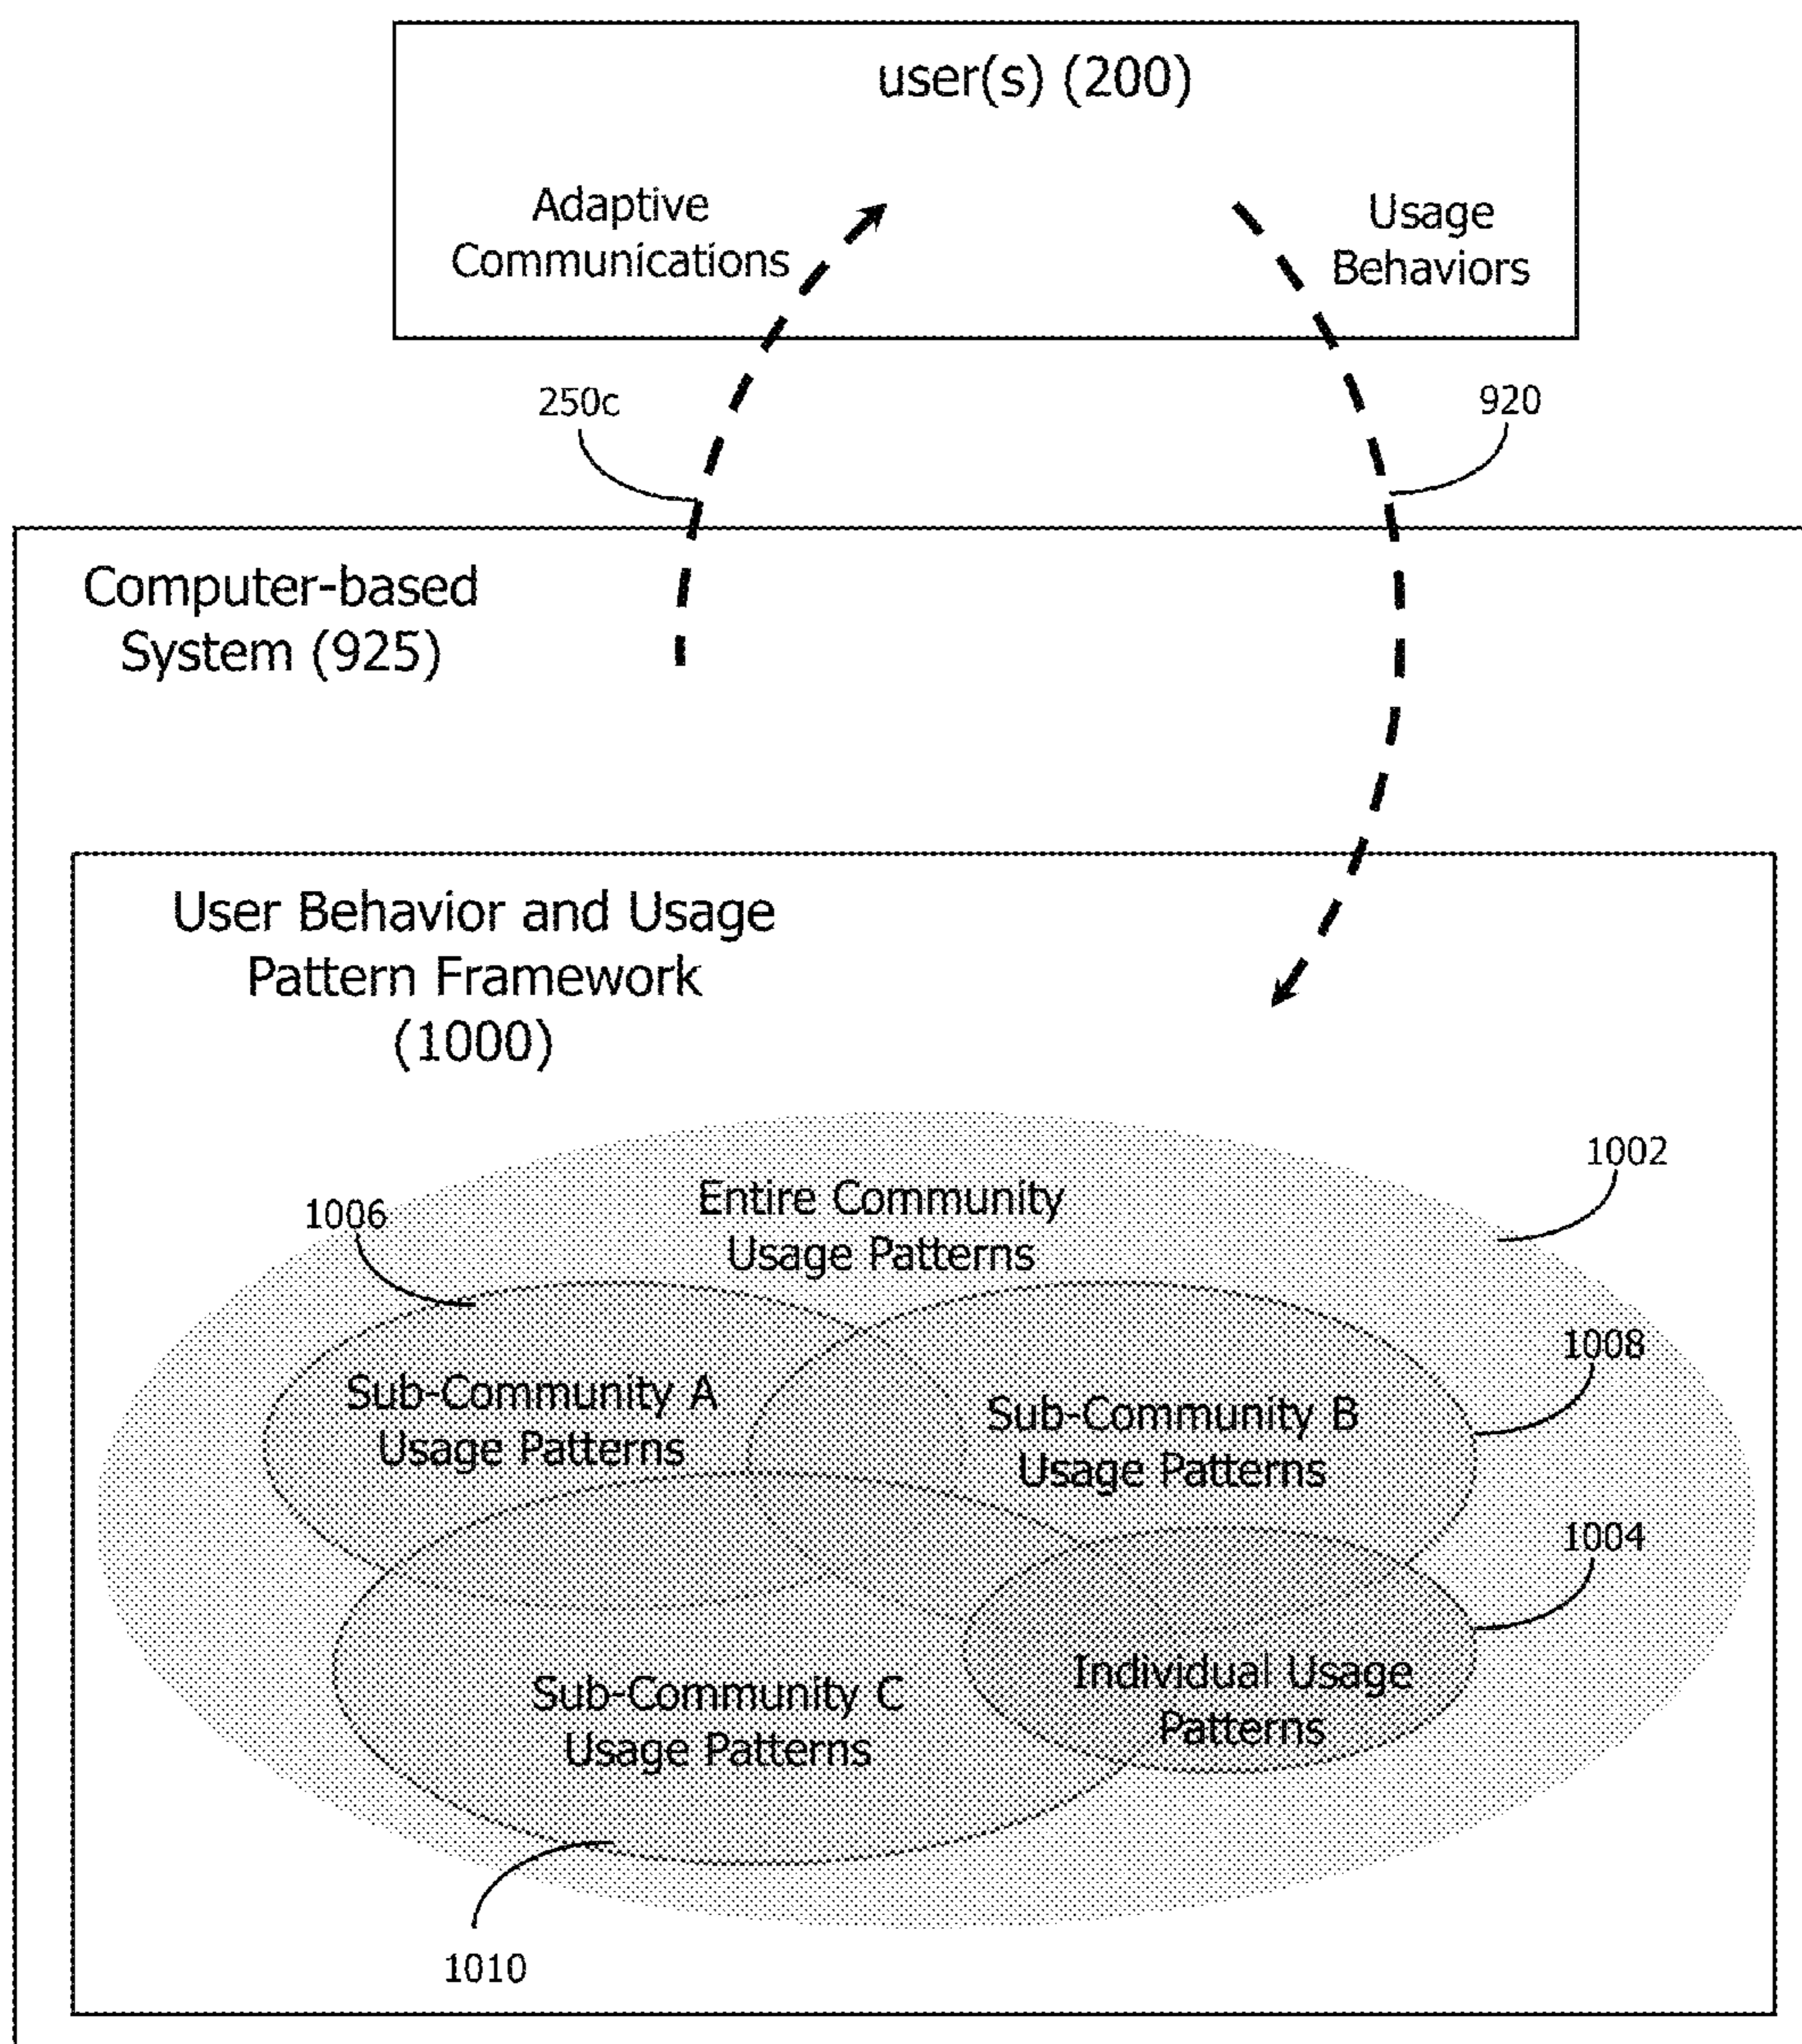 user(s) (200)
Adaptive
Communications
Usage
Behaviors
250c
920
Computer-based
System (925)
User Behavior and Usage
Pattern Framework
(1000)
1002
Entire Community
Usage Patterns
1006
1008
Sub-Community A
Usage Patterns
Sub-Community B
Usage Patterns
1004
Individual Usage
Patterns
Sub-Community C
Usage Patterns
1010